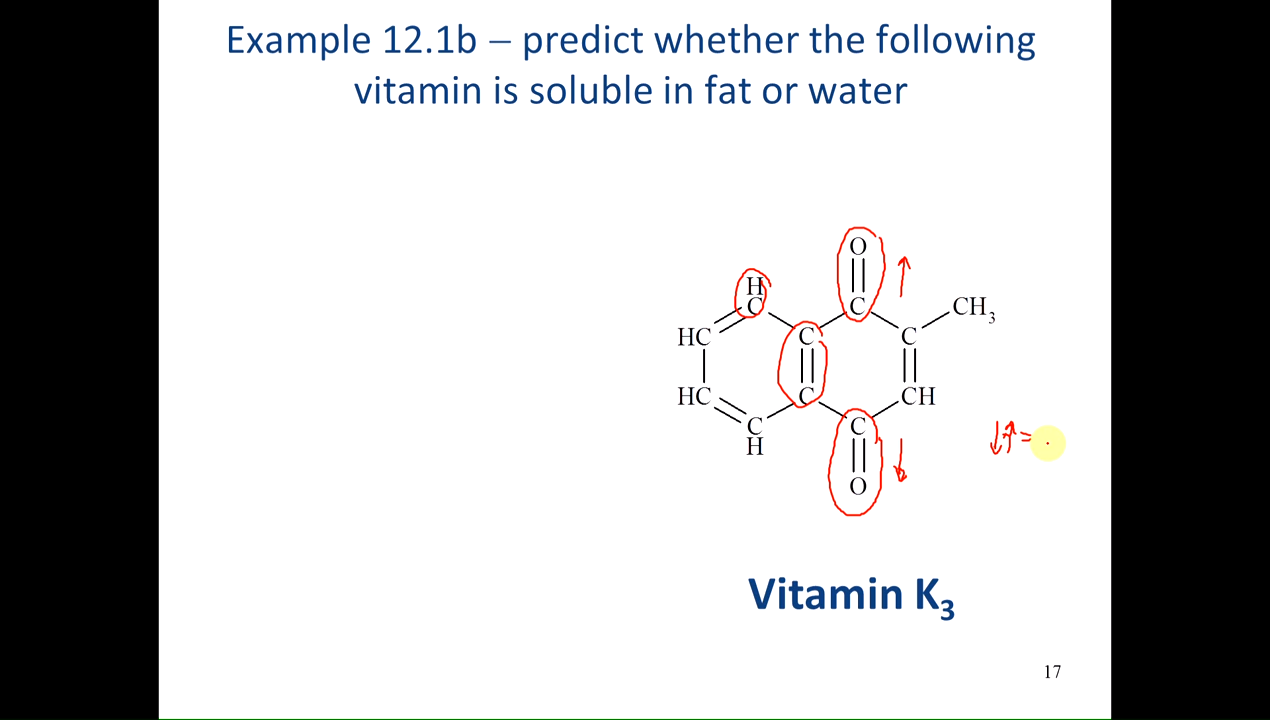 Example 12.1b – predict whether the following
vitamin is soluble in fat or water
O
H
C
C
CH3
HC
C
C
HC
C
CH
C
H
C
O
↓↑=
Vitamin K3
17